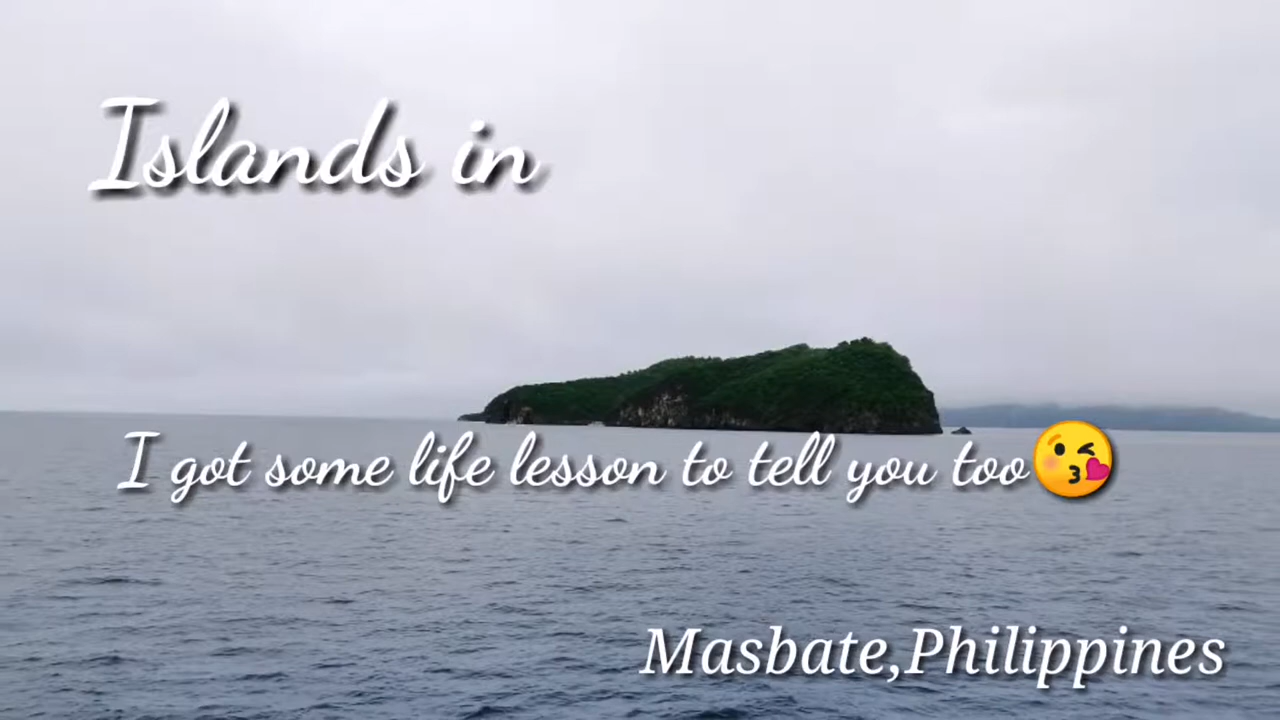 Islands in
I got some life lesson to tell you too😘
Masbate,Philippines